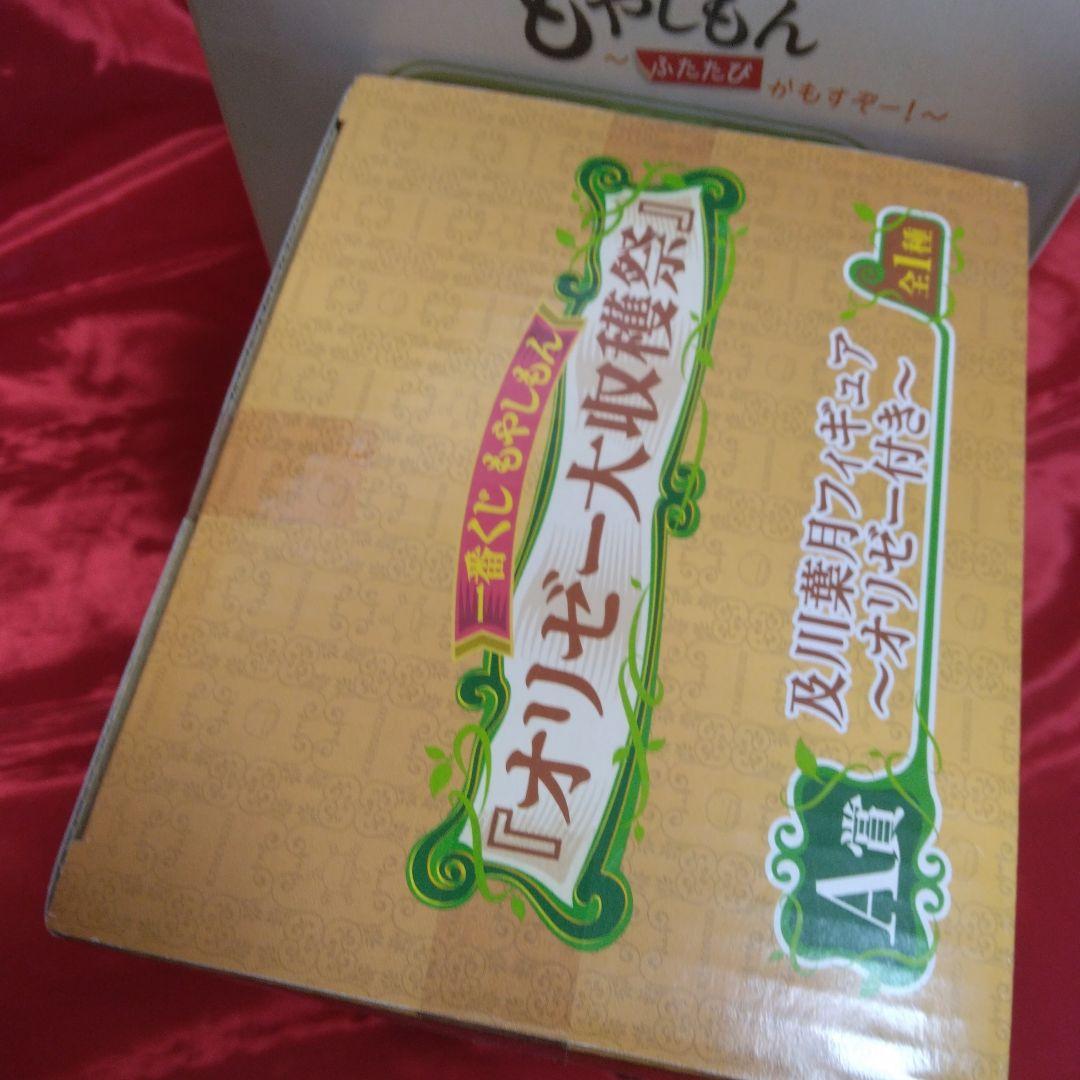 もやしもん
～ふたたび かもすぞー!～
一番くじ もやしもん
『オリゼー大収穫祭』
A賞
及川葉月フィギュア
～オリゼー付き～
全1種